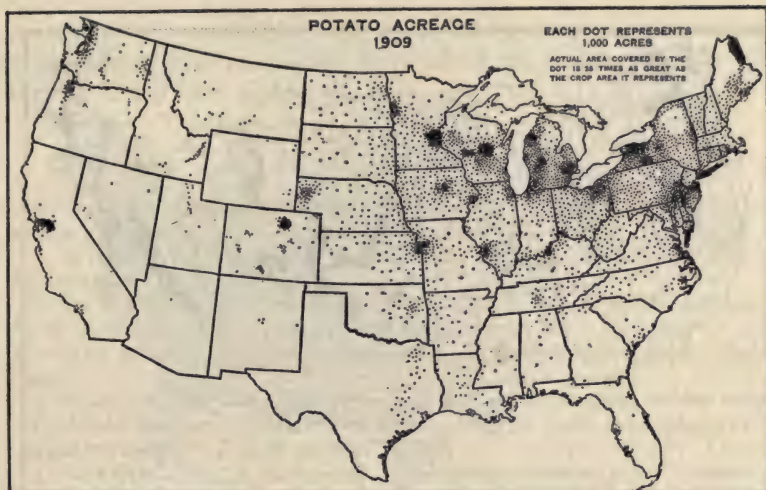 POTATO ACREAGE
1909
EACH DOT REPRESENTS
1,000 ACRES
ACTUAL AREA COVERED BY THE
DOT IS 28 TIMES AS GREAT AS
THE CROP AREA IT REPRESENTS